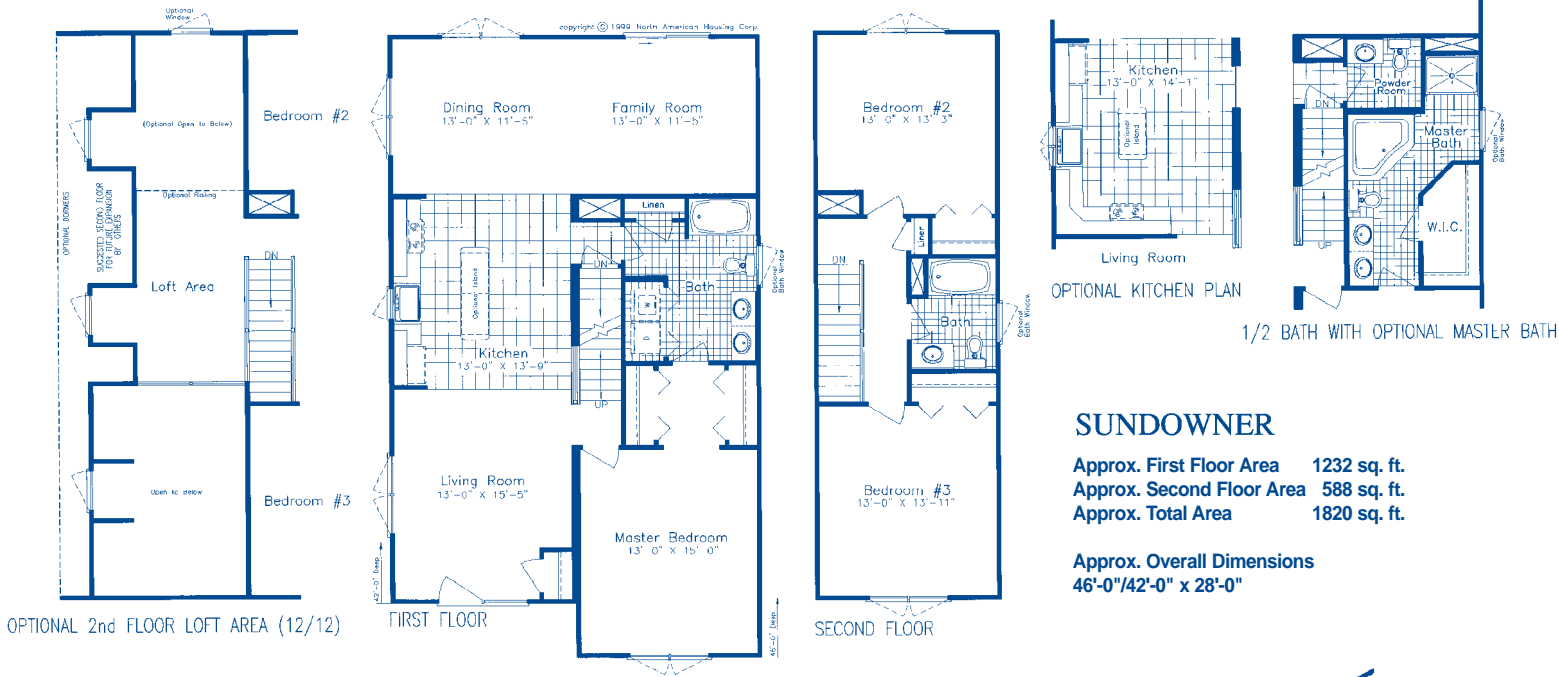 Optional
Window
Bedroom #2
(Optional Open to Below)
Optional Railing
OPTIONAL DORMERS
SUGGESTED SECOND FLOOR
FOR FUTURE EXPANSION
BY OTHERS
DN
Loft Area
Open to Below
Bedroom #3
OPTIONAL 2nd FLOOR LOFT AREA (12/12)
copyright © 1999 North American Housing Corp.
Dining Room
13'-0" X 11'-5"
Family Room
13'-0" X 11'-5"
Linen
DN
Optional Island
Bath
Optional
Bath Window
W
D
Kitchen
13'-0" X 13'-9"
UP
Living Room
13'-0" X 15'-5"
Master Bedroom
13' 0" X 15' 0"
42'-0" Deep
46'-0" Deep
FIRST FLOOR
Bedroom #2
13' 0" X 13' 3"
Linen
DN
Bath
Optional
Bath Window
Bedroom #3
13'-0" X 13'-11"
SECOND FLOOR
Kitchen
13'-0" X 14'-1"
Optional
Island
Living Room
OPTIONAL KITCHEN PLAN
Powder
Room
DN
Master
Bath
Optional
Bath Window
W.I.C.
UP
1/2 BATH WITH OPTIONAL MASTER BATH
SUNDOWNER
Approx. First Floor Area 1232 sq. ft.
Approx. Second Floor Area 588 sq. ft.
Approx. Total Area 1820 sq. ft.
Approx. Overall Dimensions
46'-0"/42'-0" x 28'-0"